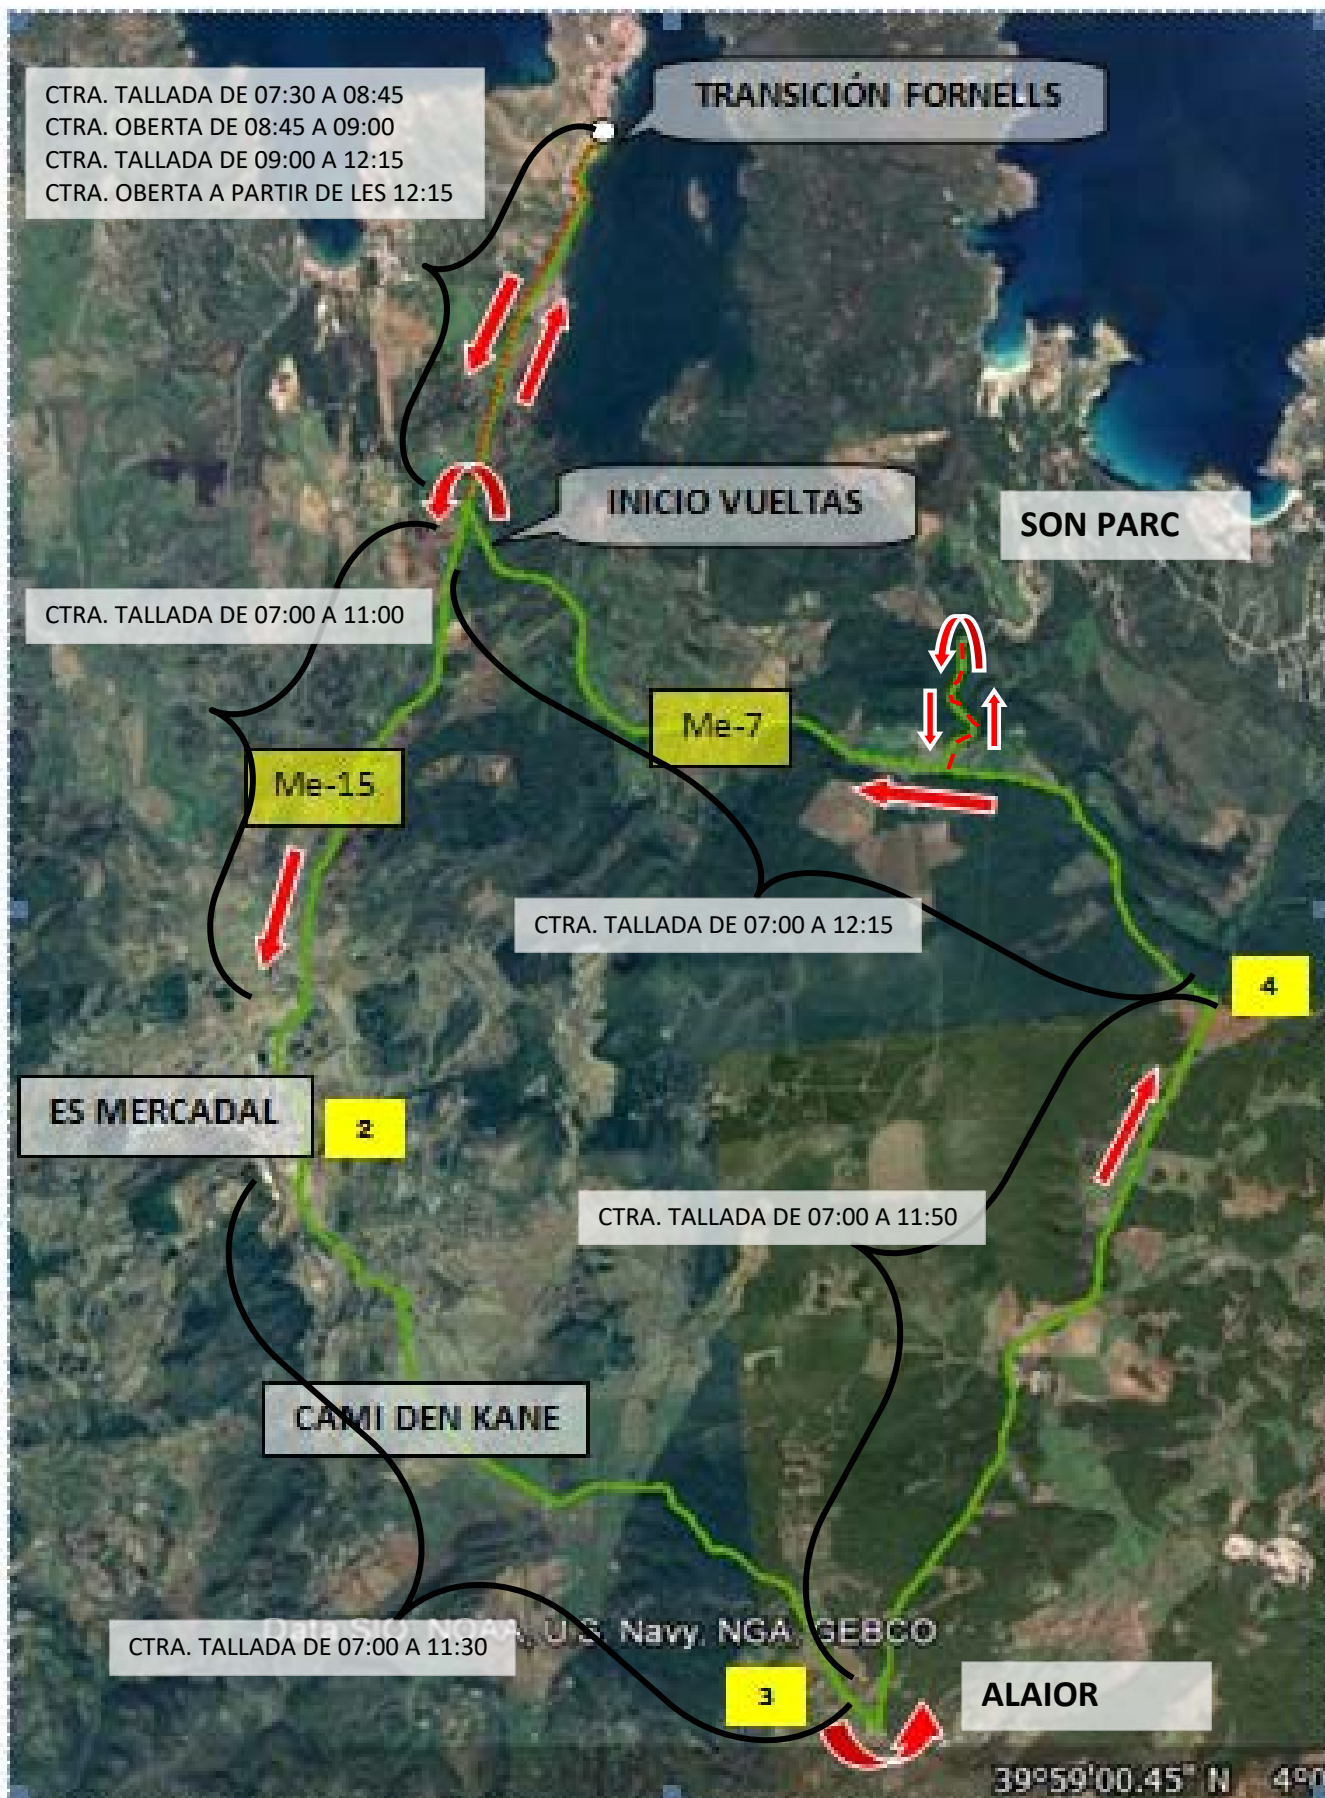 TRANSICIÓN FORNELLS
CTRA. TALLADA DE 07:30 A 08:45
CTRA. OBERTA DE 08:45 A 09:00
CTRA. TALLADA DE 09:00 A 12:15
CTRA. OBERTA A PARTIR DE LES 12:15
INICIO VUELTAS
SON PARC
CTRA. TALLADA DE 07:00 A 11:00
Me-7
Me-15
CTRA. TALLADA DE 07:00 A 12:15
4
ES MERCADAL
2
CTRA. TALLADA DE 07:00 A 11:50
CAMI DEN KANE
Data SIO, NOAA, U.S. Navy, NGA, GEBCO
CTRA. TALLADA DE 07:00 A 11:30
3
ALAIOR
39°59'00.45" N